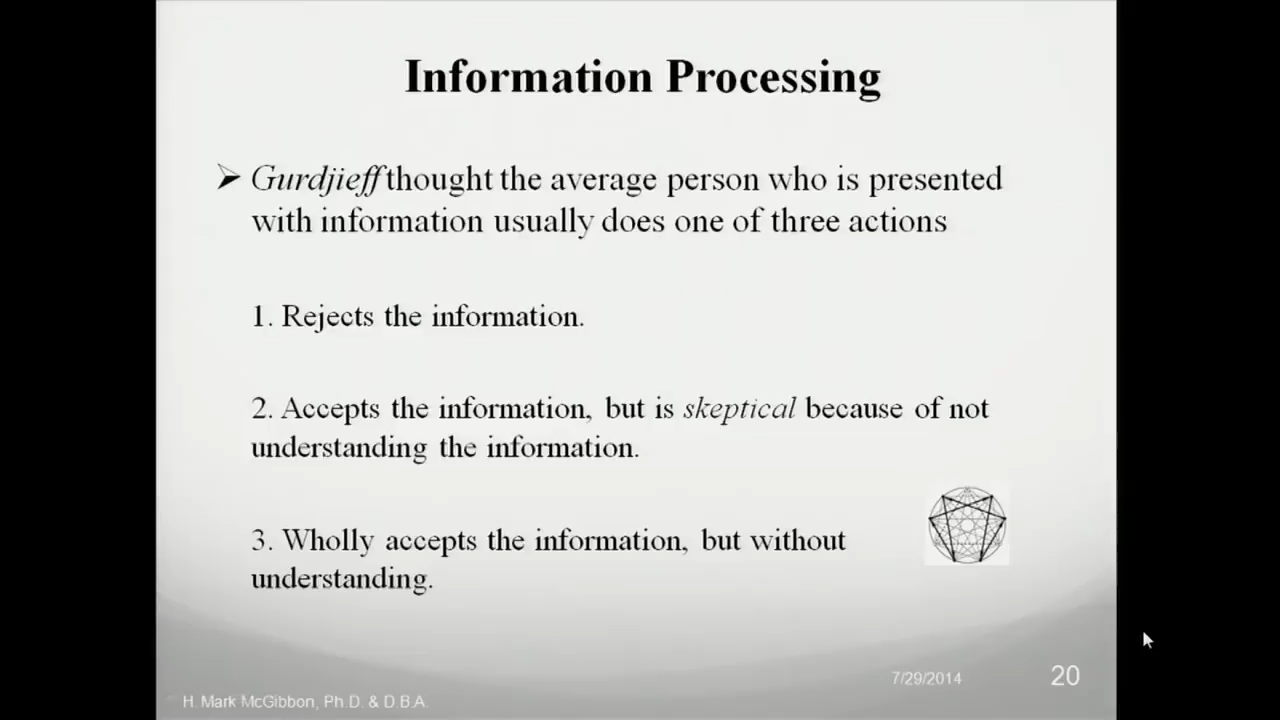 Information Processing
➢ Gurdjieff thought the average person who is presented
with information usually does one of three actions
1. Rejects the information.
2. Accepts the information, but is skeptical because of not
understanding the information.
3. Wholly accepts the information, but without
understanding.
7/29/2014
20
H. Mark McGibbon, Ph.D. & D.B.A.